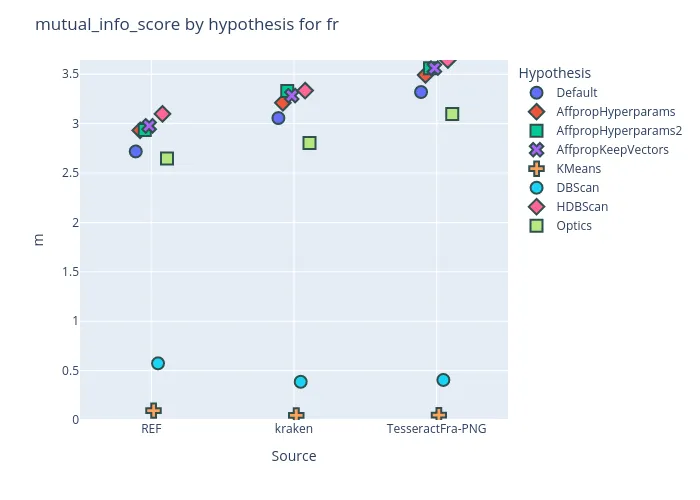 mutual_info_score by hypothesis for fr
Hypothesis
Default
AffpropHyperparams
AffpropHyperparams2
AffpropKeepVectors
KMeans
DBScan
HDBScan
Optics
m
3.5
3
2.5
2
1.5
1
0.5
0
REF
kraken
TesseractFra-PNG
Source